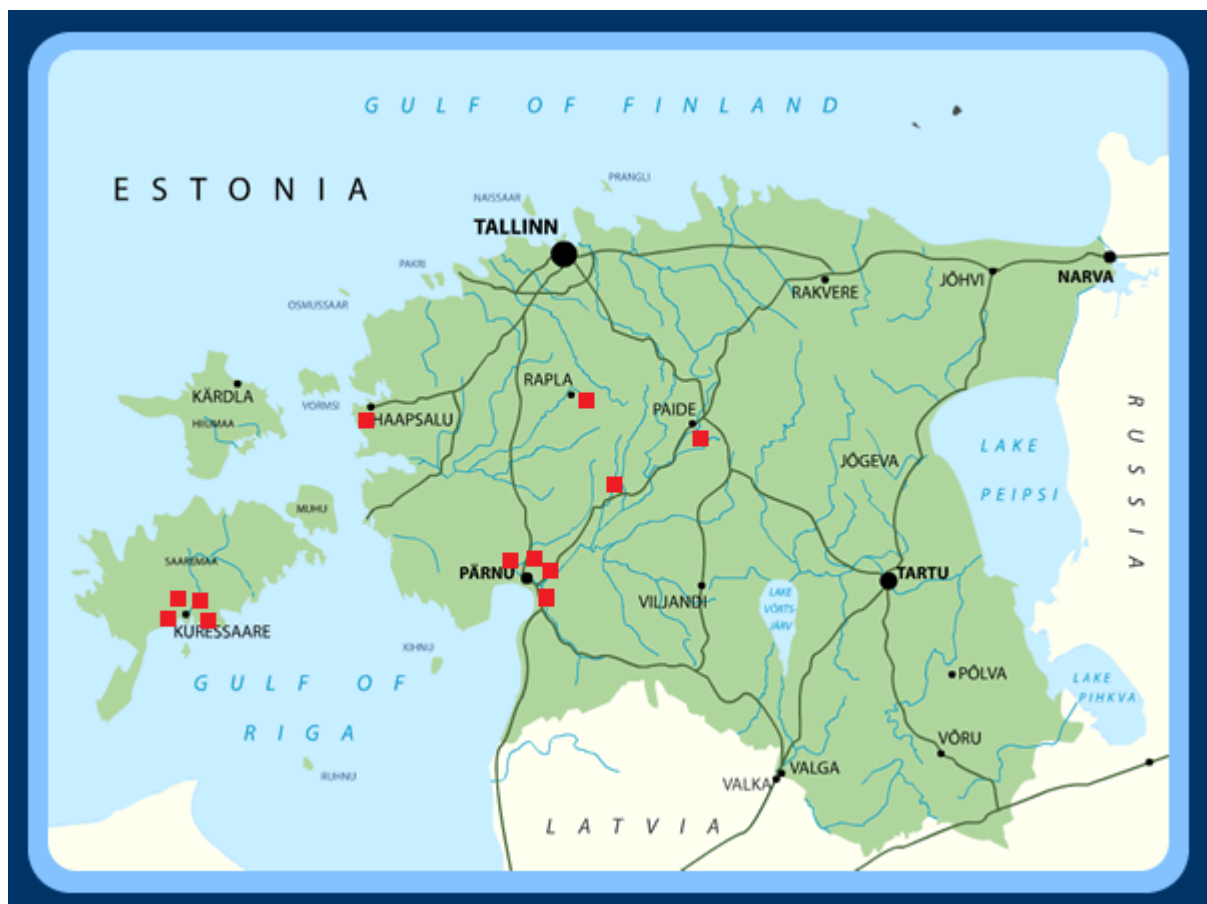 GULF OF FINLAND
ESTONIA
PRANGLI
NAISSAAR
TALLINN
PAKRI
NARVA
JÕHVI
RAKVERE
OSMUSSAAR
RAPLA
KÄRDLA
VORMSI
PAIDE
HAAPSALU
HIIUMAA
RUSSIA
LAKE
PEIPSI
JÕGEVA
MUHU
SAAREMAA
PÄRNU
TARTU
VILJANDI
LAKE
VÕRTS-
JÄRV
KURESSAARE
KIHNU
PÕLVA
GULF OF
RIGA
LAKE
PIHKVA
VÕRU
RUHNU
VALGA
VALKA
LATVIA